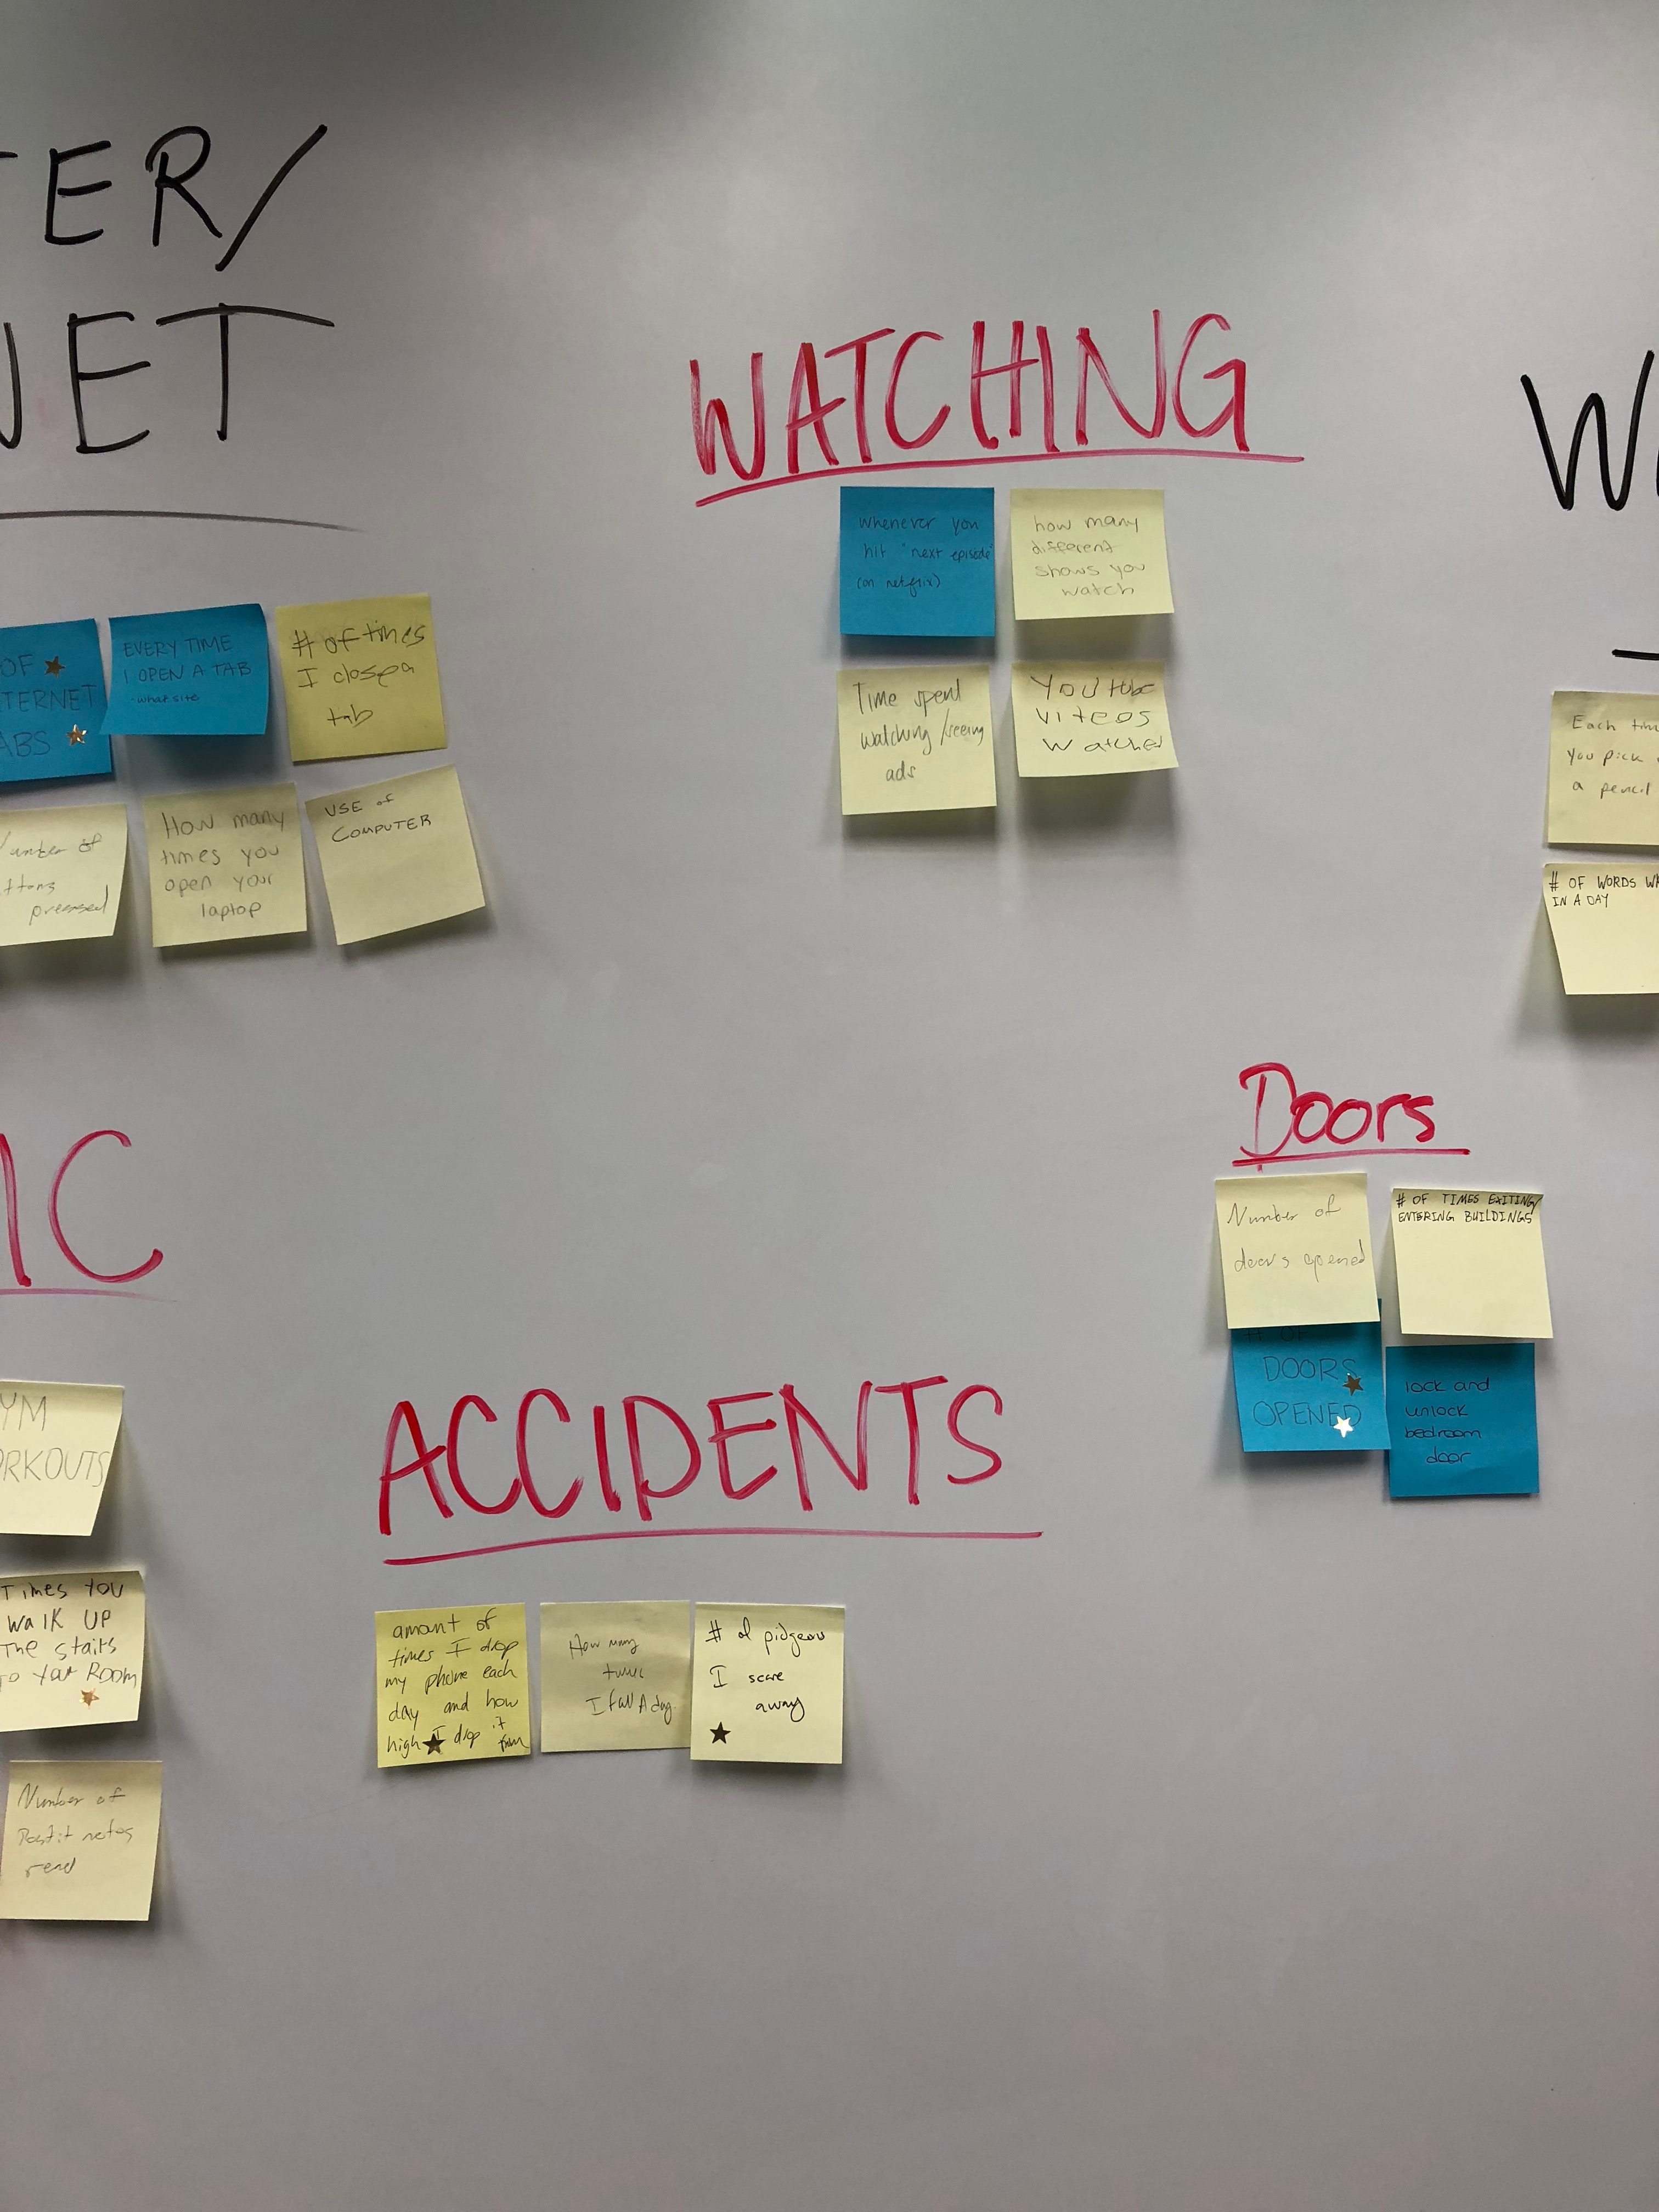 TER/
NET
OF
TERNET
ABS
EVERY TIME
I OPEN A TAB
-what site
# of times
I close a
tab
Number of
ttons
pressed
How many
times you
open your
laptop
USE of
COMPUTER
WATCHING
Whenever you
hit "next episode"
(on netflix)
how many
different
shows you
watch
Time spent
watching/seeing
ads
YOUtube
viteos
watched
W
Each tim
you pick
a pencil
# OF WORDS W
IN A DAY
Doors
Number of
doors opened
# OF TIMES EXITING/
ENTERING BUILDINGS
# OF
DOORS
OPENED
lock and
unlock
bedroom
door
IC
YM
ORKOUTS
Times YOU
walk UP
The stairs
to your Room
Number of
Postit notes
read
ACCIDENTS
amount of
times I drop
my phone each
day and how
high I drop it
from
How many
times
I fall A day
# of pidgeons
I scare
away